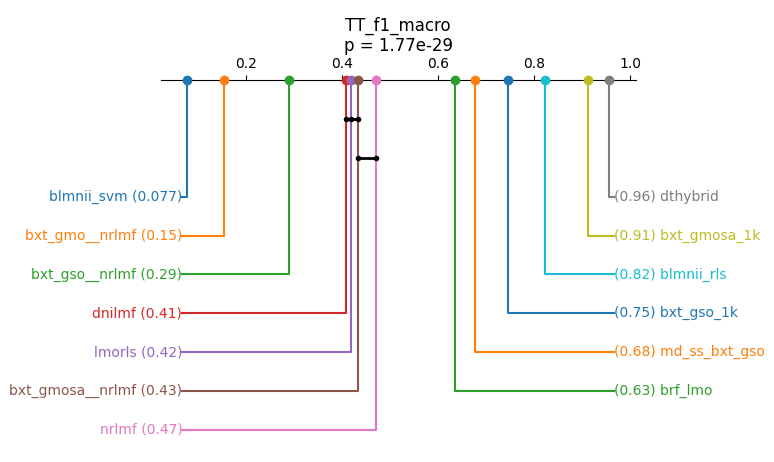 TT_f1_macro
p = 1.77e-29
0.2 0.4 0.6 0.8 1.0
blmnii_svm (0.077)
(0.96) dthybrid
bxt_gmo__nrlmf (0.15)
(0.91) bxt_gmosa_1k
bxt_gso__nrlmf (0.29)
(0.82) blmnii_rls
dnilmf (0.41)
(0.75) bxt_gso_1k
lmorls (0.42)
(0.68) md_ss_bxt_gso
bxt_gmosa__nrlmf (0.43)
(0.63) brf_lmo
nrlmf (0.47)